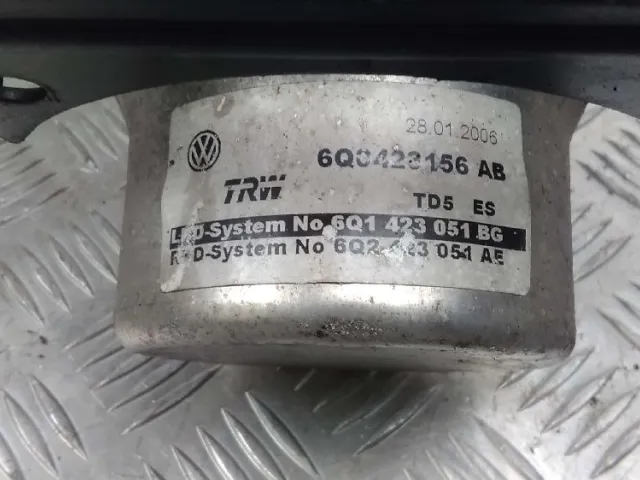 28.01.2006
6Q0423156 AB
TRW
TD5 ES
LHD-System No 6Q1 423 051 BG
RHD-System No 6Q2 423 051 AE